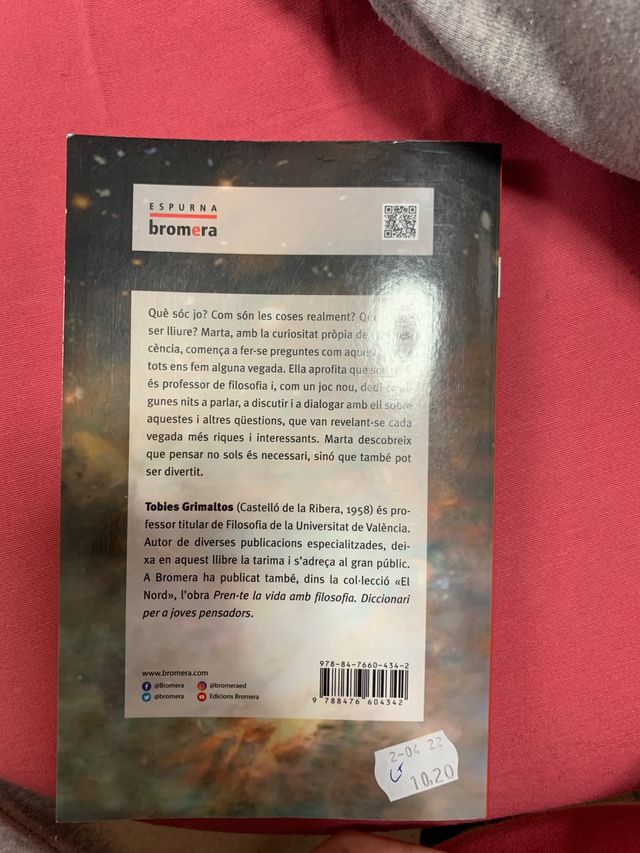 ESPURNA
bromera
Què sóc jo? Com són les coses realment?
ser lliure? Marta, amb la curiositat pròpia
cència, comença a fer-se preguntes com
tots ens fem alguna vegada. Ella aprofita que
és professor de filosofia i, com un joc nou,
gunes nits a parlar, a discutir i a dialogar amb ell sobre
aquestes i altres qüestions, que van revelant-se cada
vegada més riques i interessants. Marta descobreix
que pensar no sols és necessari, sinó que també pot
ser divertit.
Tobies Grimaltos (Castelló de la Ribera, 1958) és pro-
fessor titular de Filosofia de la Universitat de València.
Autor de diverses publicacions especialitzades, dei-
xa en aquest llibre la tarima i s'adreça al gran públic.
A Bromera ha publicat també, dins la col·lecció «El
Nord», l'obra Pren-te la vida amb filosofia. Diccionari
per a joves pensadors.
www.bromera.com
@Bromera @bromeraed
@bromera Edicions Bromera
978-84-7660-434-2
9 788476 604342
2-04 22
10,20